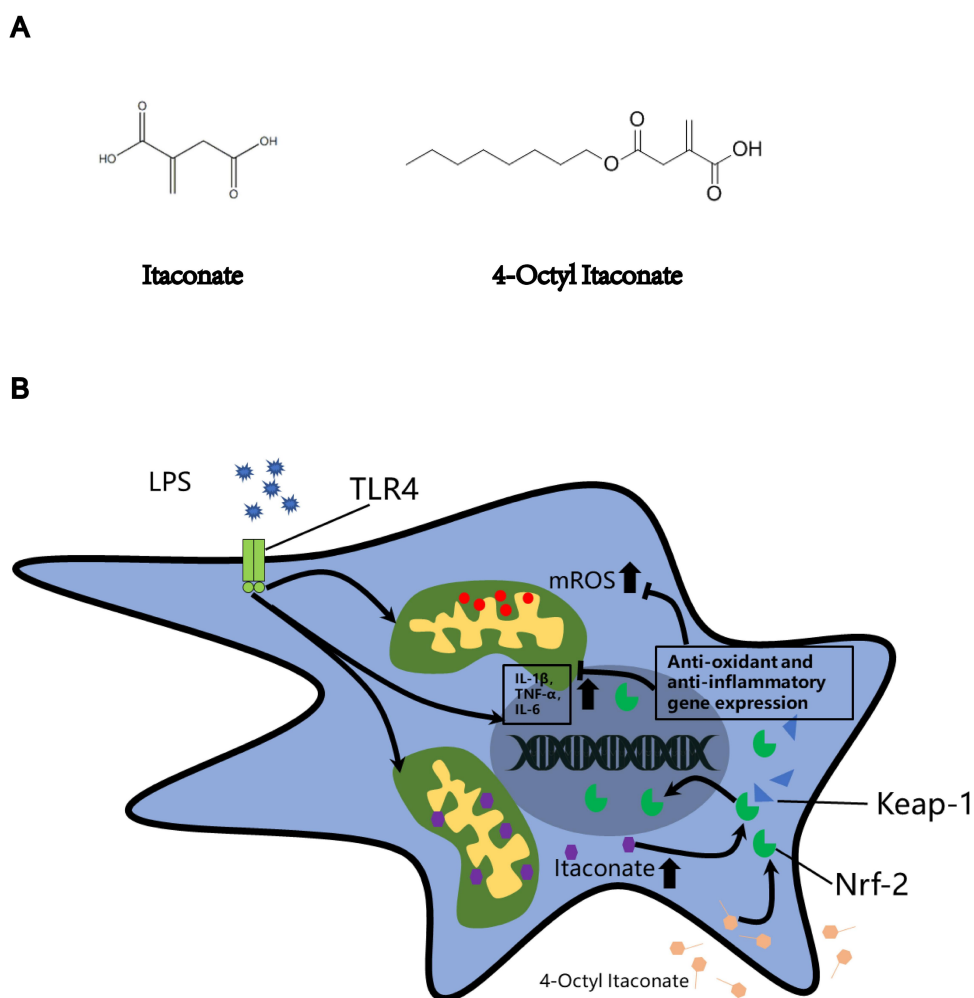 A
O
HO
OH
O
O
O
OH
O
Itaconate
4-Octyl Itaconate
B
LPS
TLR4
mROS
IL-1β,
TNF-α,
IL-6
Anti-oxidant and
anti-inflammatory
gene expression
Keap-1
Itaconate
Nrf-2
4-Octyl Itaconate